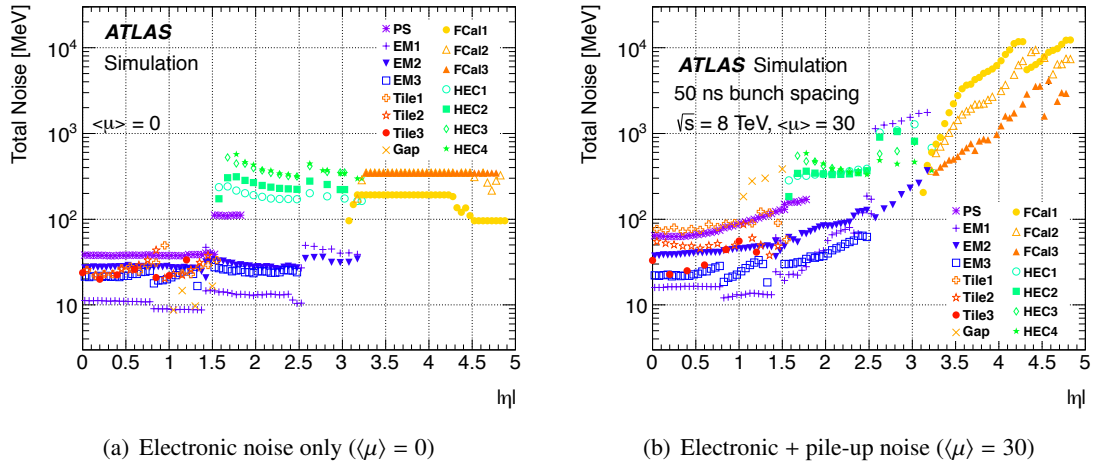 Total Noise [MeV]
10⁴
10³
10²
10
ATLAS
Simulation
<μ> = 0
PS
EM1
EM2
EM3
Tile1
Tile2
Tile3
Gap
FCal1
FCal2
FCal3
HEC1
HEC2
HEC3
HEC4
0 0.5 1 1.5 2 2.5 3 3.5 4 4.5 5
|η|
(a) Electronic noise only (⟨μ⟩ = 0)
Total Noise [MeV]
10⁴
10³
10²
10
ATLAS Simulation
50 ns bunch spacing
√s = 8 TeV, <μ> = 30
PS
EM1
EM2
EM3
Tile1
Tile2
Tile3
Gap
FCal1
FCal2
FCal3
HEC1
HEC2
HEC3
HEC4
0 0.5 1 1.5 2 2.5 3 3.5 4 4.5 5
|η|
(b) Electronic + pile-up noise (⟨μ⟩ = 30)